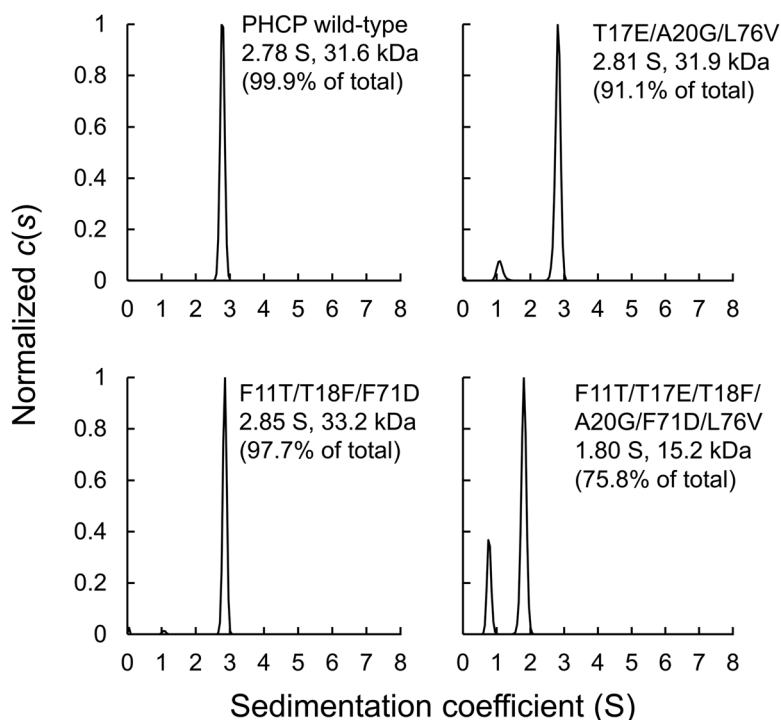 PHCP wild-type
2.78 S, 31.6 kDa
(99.9% of total)
1
0.8
0.6
0.4
0.2
0
0 1 2 3 4 5 6 7 8
T17E/A20G/L76V
2.81 S, 31.9 kDa
(91.1% of total)
0 1 2 3 4 5 6 7 8
Normalized c(s)
F11T/T18F/F71D
2.85 S, 33.2 kDa
(97.7% of total)
1
0.8
0.6
0.4
0.2
0
0 1 2 3 4 5 6 7 8
F11T/T17E/T18F/
A20G/F71D/L76V
1.80 S, 15.2 kDa
(75.8% of total)
0 1 2 3 4 5 6 7 8
Sedimentation coefficient (S)